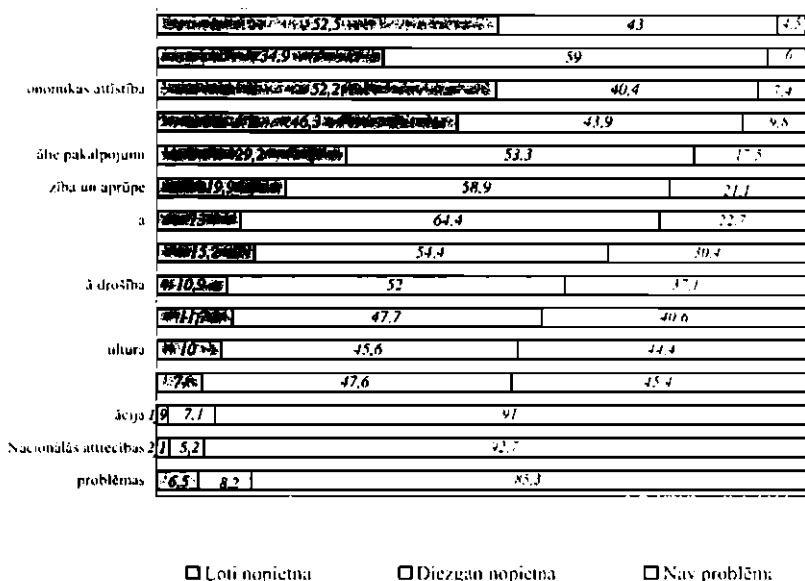 52,5 43 4.5
34,9 59 6
onomikas attīstība 52,2 40.4 7,4
46,3 43.9 9,8
ālie pakalpojumi 29,2 53.3 17,5
zība un aprūpe 19,9 58.9 21,1
a 13 64.4 22,7
15,2 54.4 30,4
ā drošība 10,9 52 37,1
47.7 40.6
ultura 10 45,6 44,4
7 47,6 45,4
ācija 1,9 7,1 91
Nacionālās attiecības 2,1 5,2 92,7
problēmas 6,5 8,2 85,3
Ļoti nopietna Diezgan nopietna Nav problēma